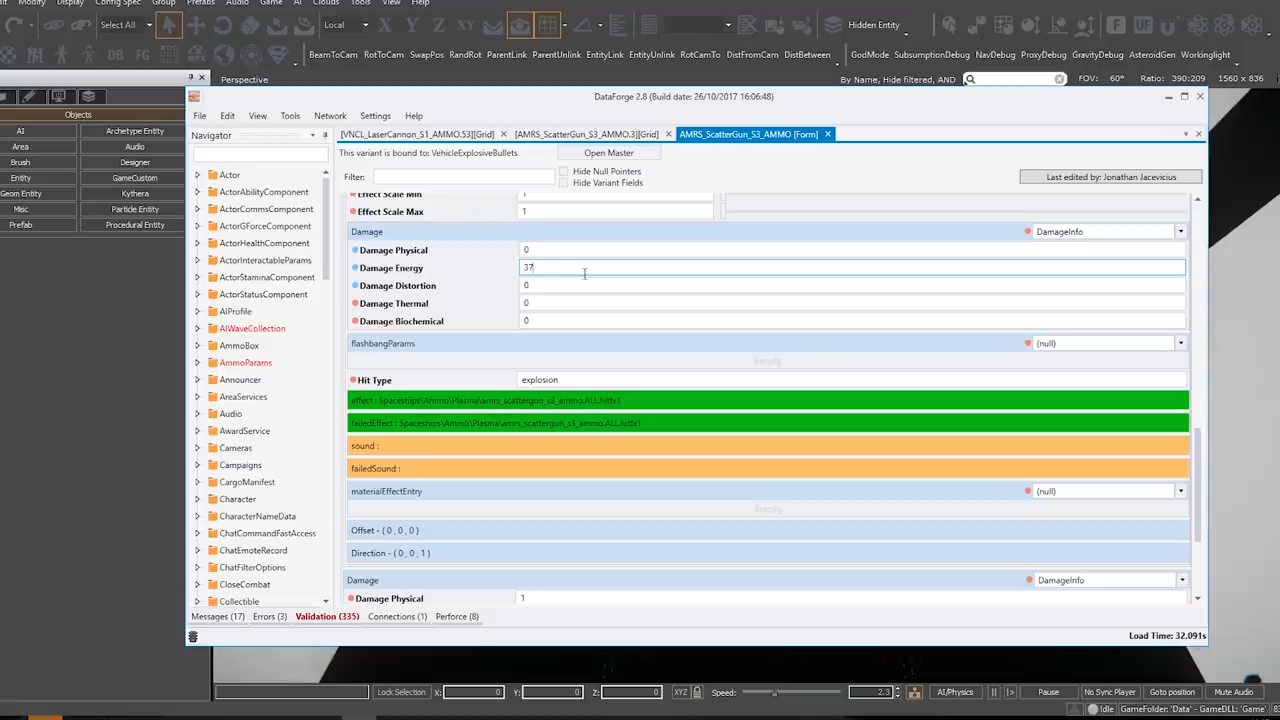 Modify Display Config Group Prefabs Audio Game AI Clouds Tools View Help
Select All Local Hidden Entity
DB FG BeamToCam RotToCam SwapPos RandRot ParentLink ParentUnlink EntityLink EntityUnlink RotCamTo DistFromCam DistBetween GodMode SubsumptionDebug NavDebug ProxyDebug GravityDebug AsteroidGen Workinglight
Perspective By Name, Hide filtered, AND FOV: 60° Ratio: 390:209 1560 x 836
DataForge 2.8 (Build date: 26/10/2017 16:06:48)
Objects
AI Archetype Entity
Area Audio
Brush Designer
Entity GameCustom
Geom Entity Kythera
Misc Particle Entity
Prefab Procedural Entity
File Edit View Tools Network Settings Help
Navigator
[VNCL_LaserCannon_S1_AMMO.53][Grid] [AMRS_ScatterGun_S3_AMMO.3][Grid] AMRS_ScatterGun_S3_AMMO [Form]
This variant is bound to: VehicleExplosiveBullets Open Master
Filter: Hide Null Pointers
Hide Variant Fields
Last edited by: Jonathan Jacevicius
Actor
ActorAbilityComponent
ActorCommsComponent
ActorGForceComponent
ActorHealthComponent
ActorInteractableParams
ActorStaminaComponent
ActorStatusComponent
AIProfile
AIWaveCollection
AmmoBox
AmmoParams
Announcer
AreaServices
Audio
AwardService
Cameras
Campaigns
CargoManifest
Character
CharacterNameData
ChatCommandFastAccess
ChatEmoteRecord
ChatFilterOptions
CloseCombat
Collectible
Effect Scale Min 1
Effect Scale Max 1
Damage DamageInfo
Damage Physical 0
Damage Energy 37
Damage Distortion 0
Damage Thermal 0
Damage Biochemical 0
flashbangParams (null)
Empty
Hit Type explosion
effect : Spaceships\Ammo\Plasma\amrs_scattergun_s3_ammo.ALL.hitfx1
failedEffect : Spaceships\Ammo\Plasma\amrs_scattergun_s3_ammo.ALL.hitfx1
sound :
failedSound :
materialEffectEntry (null)
Empty
Offset - ( 0 , 0 , 0 )
Direction - ( 0 , 0 , 1 )
Damage DamageInfo
Damage Physical 1
Messages (17) Errors (3) Validation (335) Connections (1) Perforce (8)
Load Time: 32.091s
Lock Selection X: 0 Y: 0 Z: 0 XYZ Speed: 2.3 AI/Physics Pause No Sync Player Goto position Mute Audio
Idle GameFolder: 'Data' - GameDLL: 'Game'